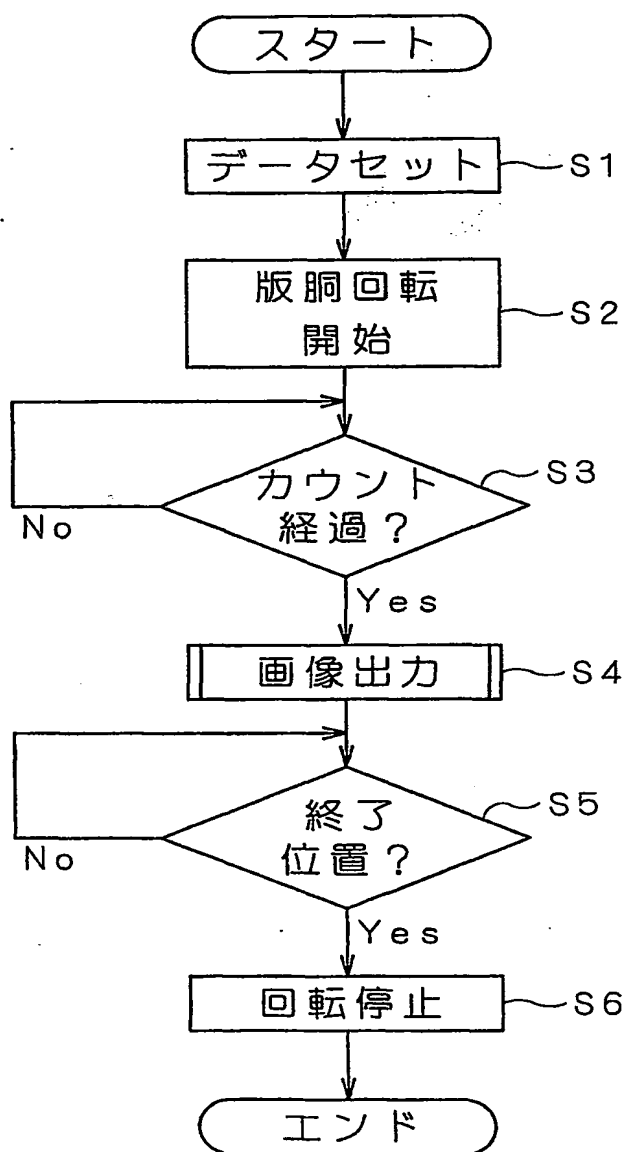 スタート
データセット
S1
版胴回転
開始
S2
カウント
経過?
S3
No
Yes
画像出力
S4
終了
位置?
S5
No
Yes
回転停止
S6
エンド